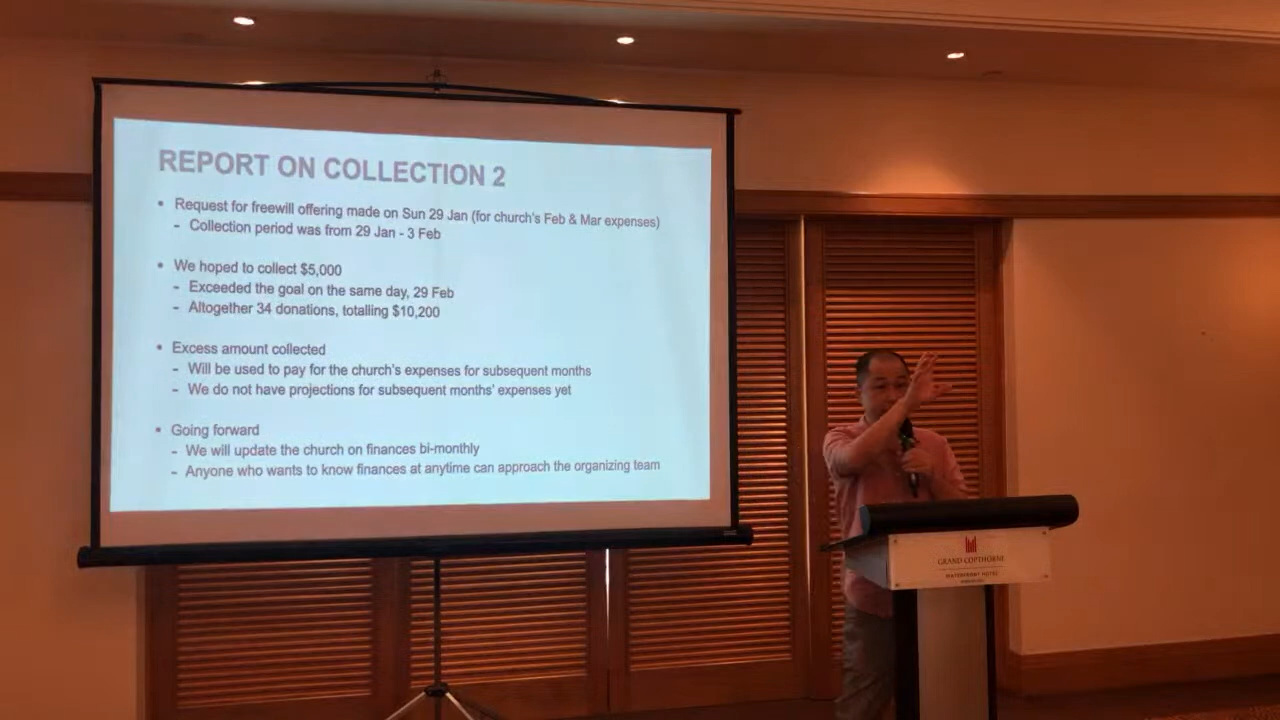 REPORT ON COLLECTION 2
• Request for freewill offering made on Sun 29 Jan (for church's Feb & Mar expenses)
- Collection period was from 29 Jan - 3 Feb
• We hoped to collect $5,000
- Exceeded the goal on the same day, 29 Feb
- Altogether 34 donations, totalling $10,200
• Excess amount collected
- Will be used to pay for the church's expenses for subsequent months
- We do not have projections for subsequent months' expenses yet
• Going forward
- We will update the church on finances bi-monthly
- Anyone who wants to know finances at anytime can approach the organizing team
GRAND COPTHORNE
WATERFRONT HOTEL